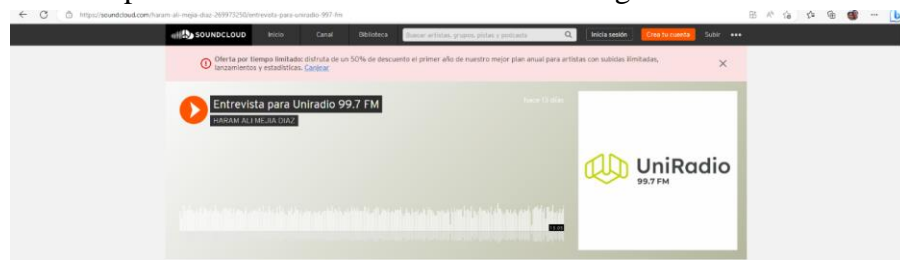 https://soundcloud.com/haram-ali-mejia-diaz-269973250/entrevista-para-uniradio-997-fm
SOUNDCLOUD Inicio Canal Biblioteca Buscar artistas, grupos, pistas y podcasts Inicia sesión Crea tu cuenta Subir
Oferta por tiempo limitado: disfruta de un 50% de descuento el primer año de nuestro mejor plan anual para artistas con subidas ilimitadas,
lanzamientos y estadísticas. Canjear
Entrevista para Uniradio 99.7 FM
hace 13 días
HARAM ALI MEJIA DIAZ
UniRadio
99.7 FM